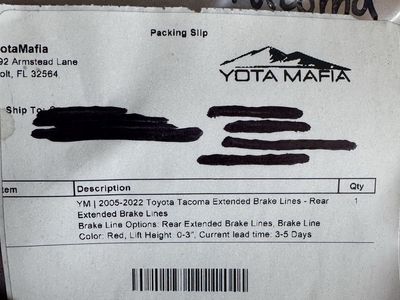 Packing Slip
otaMafia
92 Armstead Lane
olt, FL 32564
YOTA MAFIA
Ship To:
tem Description Qty
YM | 2005-2022 Toyota Tacoma Extended Brake Lines - Rear 1
Extended Brake Lines
Brake Line Options: Rear Extended Brake Lines, Brake Line
Color: Red, Lift Height: 0-3", Current lead time: 3-5 Days